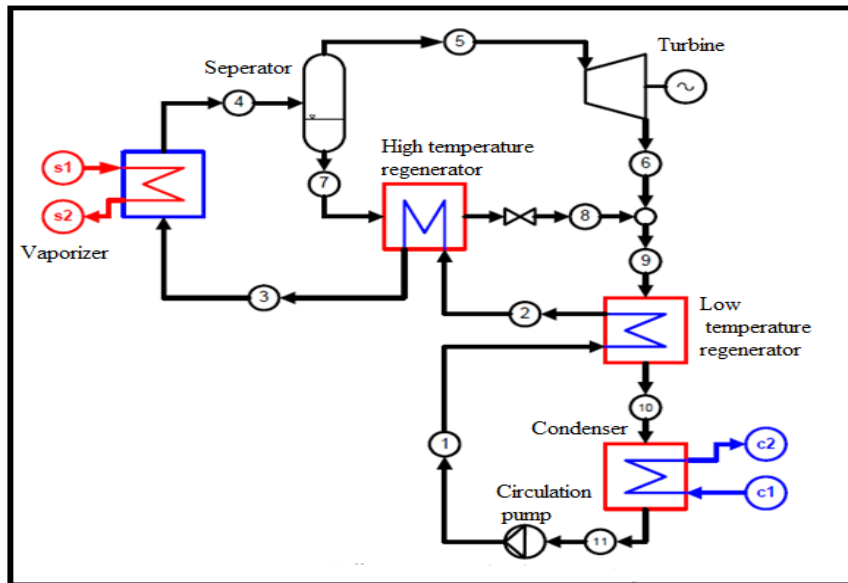 5
Turbine
Seperator
4
High temperature
regenerator
s1
7
6
s2
8
Vaporizer
9
3
2
Low
temperature
regenerator
10
1
Condenser
c2
Circulation
pump
c1
11